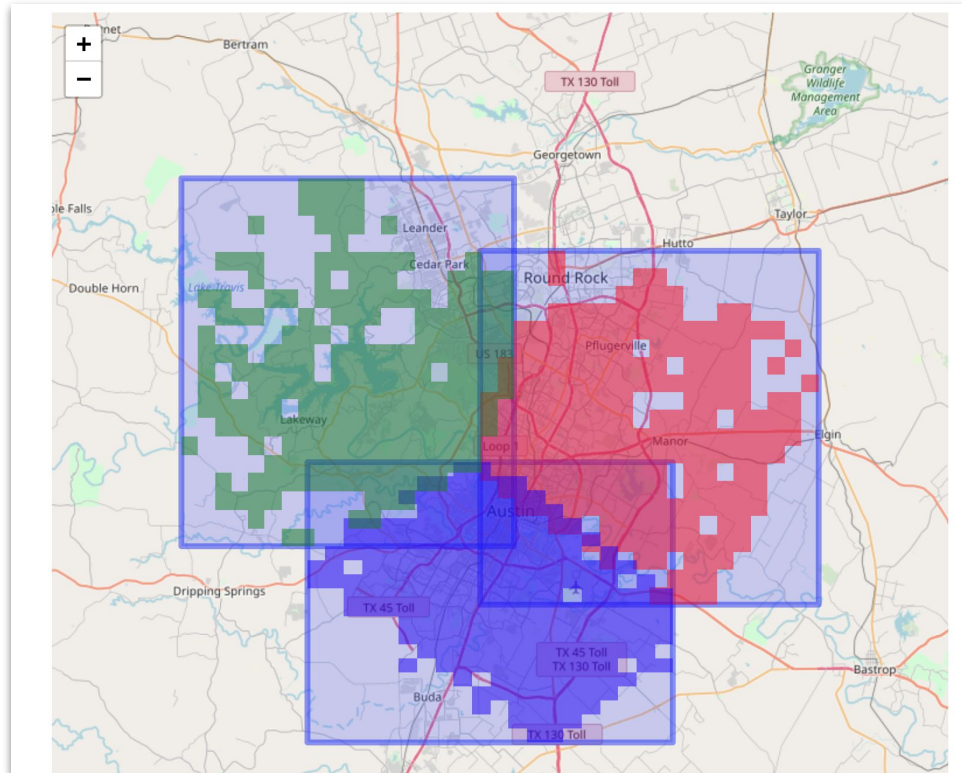 +
−
Bertram
TX 130 Toll
Granger
Wildlife
Management
Area
Georgetown
Taylor
Leander
Hutto
Cedar Park
Round Rock
Double Horn
Lake Travis
US 183
Pflugerville
Lakeway
Loop 1
Manor
Elgin
Austin
Dripping Springs
TX 45 Toll
TX 45 Toll
TX 130 Toll
Bastrop
Buda
TX 130 Toll